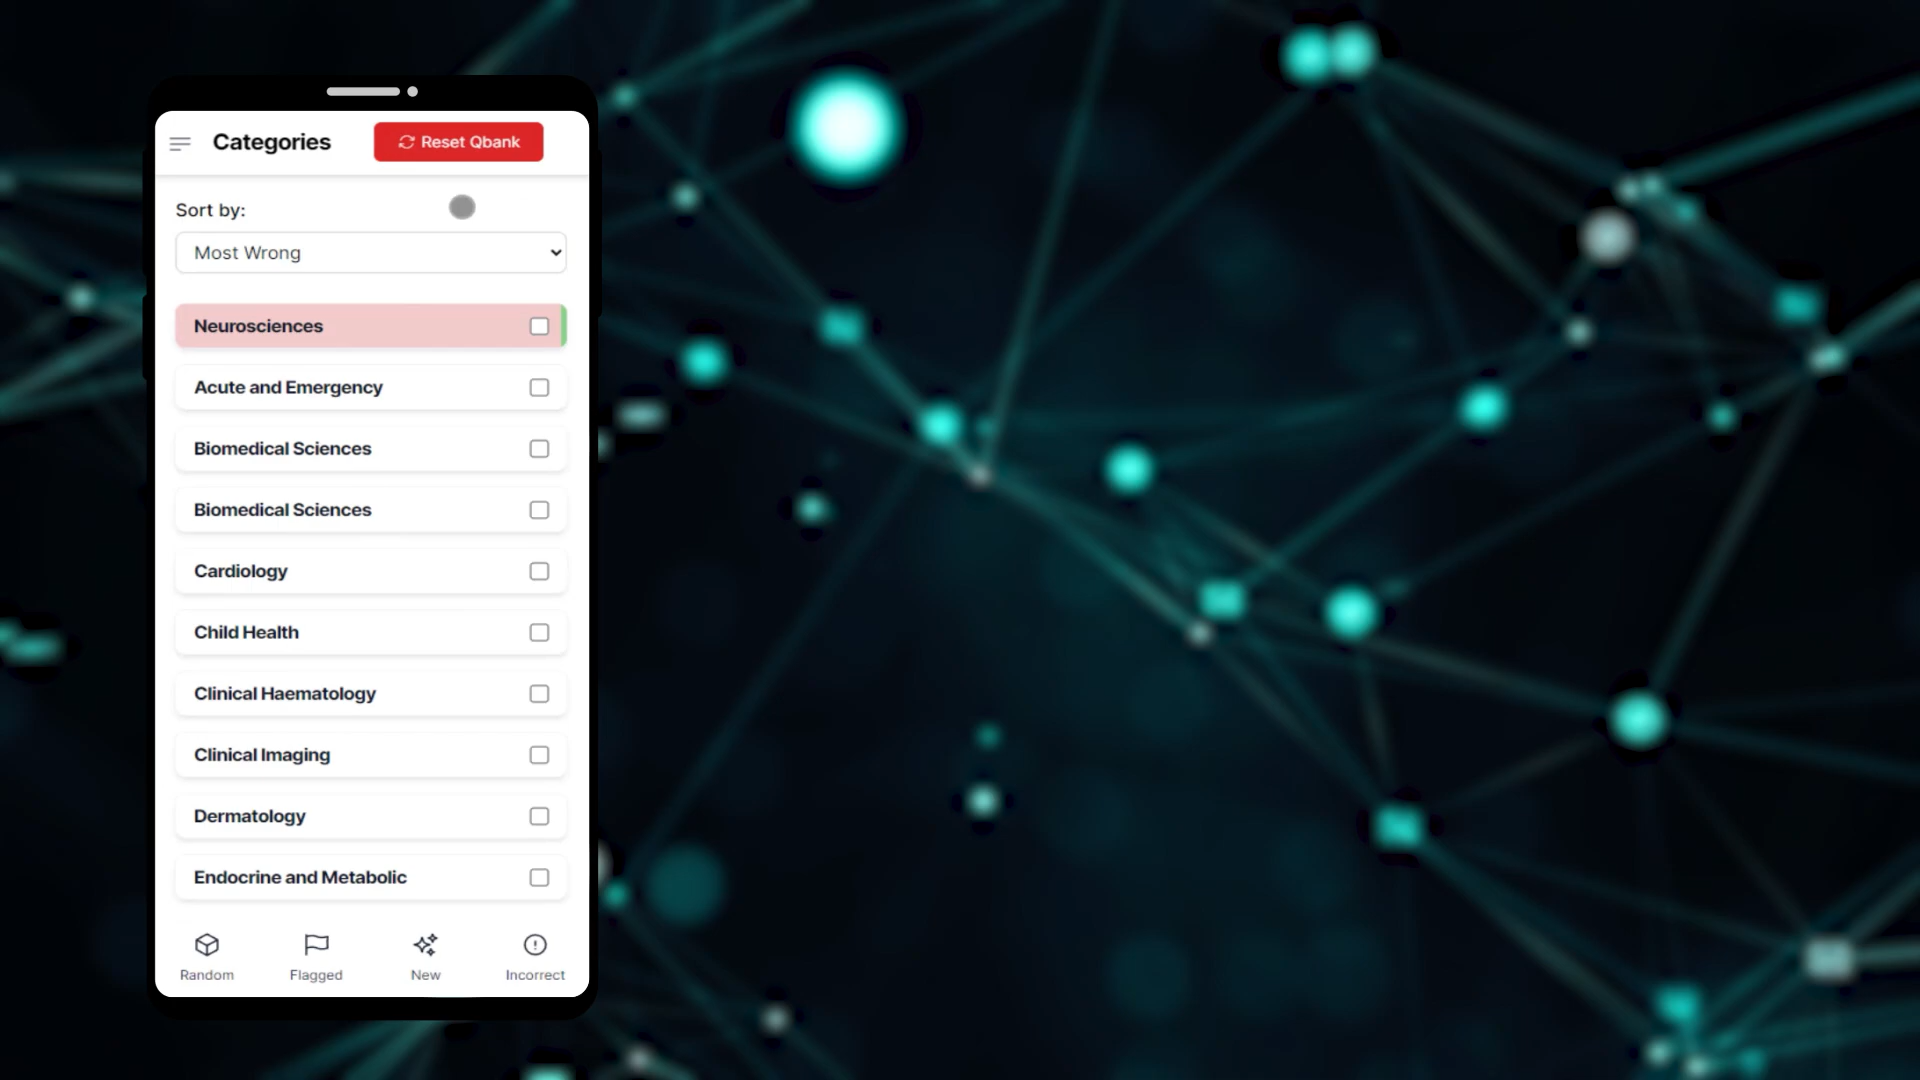 Categories
Reset Qbank
Sort by:
Most Wrong
Neurosciences
Acute and Emergency
Biomedical Sciences
Biomedical Sciences
Cardiology
Child Health
Clinical Haematology
Clinical Imaging
Dermatology
Endocrine and Metabolic
Random
Flagged
New
Incorrect